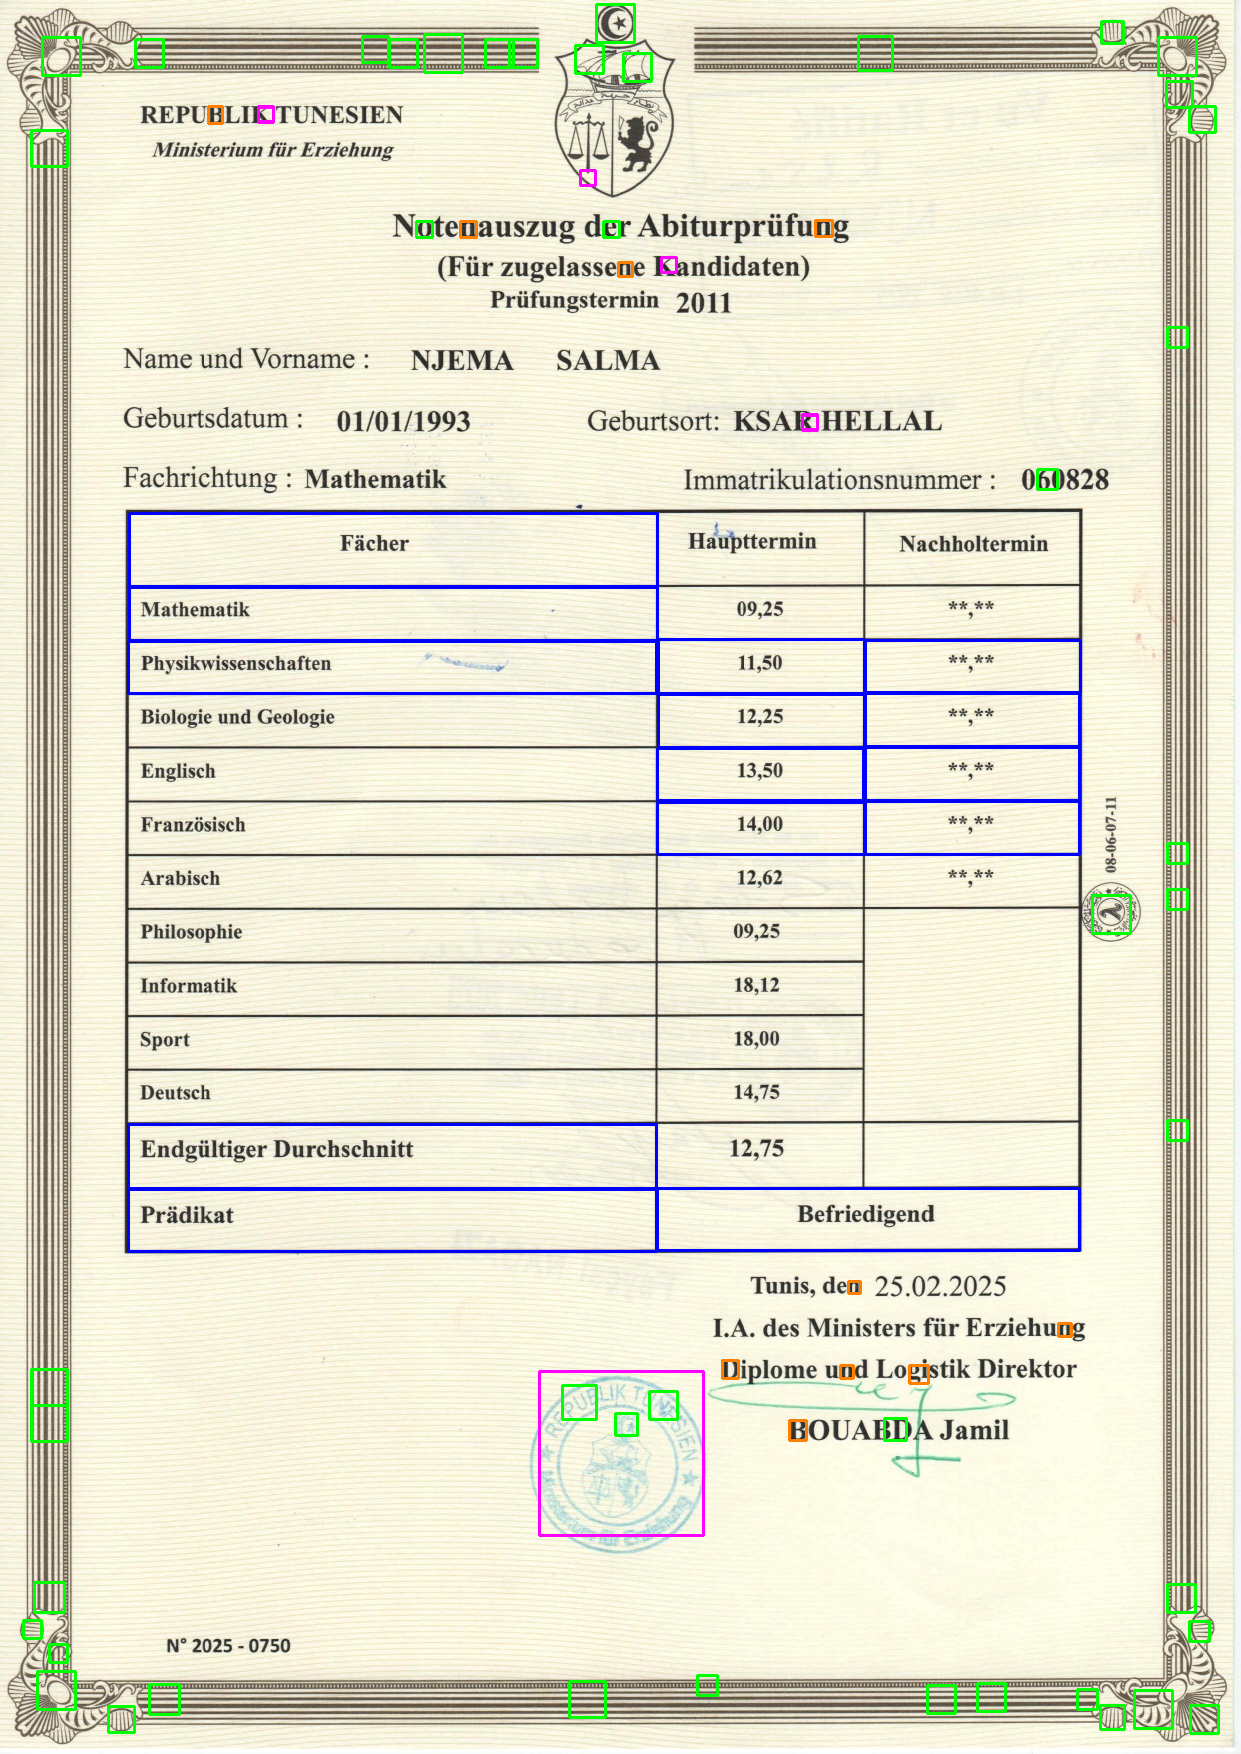 REPUBLIK TUNESIEN
Ministerium für Erziehung
Notenauszug der Abiturprüfung
(Für zugelassene Kandidaten)
Prüfungstermin 2011
Name und Vorname : NJEMA SALMA
Geburtsdatum : 01/01/1993 Geburtsort: KSAR HELLAL
Fachrichtung : Mathematik Immatrikulationsnummer : 060828
Fächer Haupttermin Nachholtermin
Mathematik 09,25 **,**
Physikwissenschaften 11,50 **,**
Biologie und Geologie 12,25 **,**
Englisch 13,50 **,**
Französisch 14,00 **,**
Arabisch 12,62 **,**
Philosophie 09,25
Informatik 18,12
Sport 18,00
Deutsch 14,75
Endgültiger Durchschnitt 12,75
Prädikat Befriedigend
08-06-07-11
Tunis, den 25.02.2025
I.A. des Ministers für Erziehung
Diplome und Logistik Direktor
BOUABDA Jamil
REPUBLIK TUNESIEN
Ministerium für Erziehung
N° 2025 - 0750